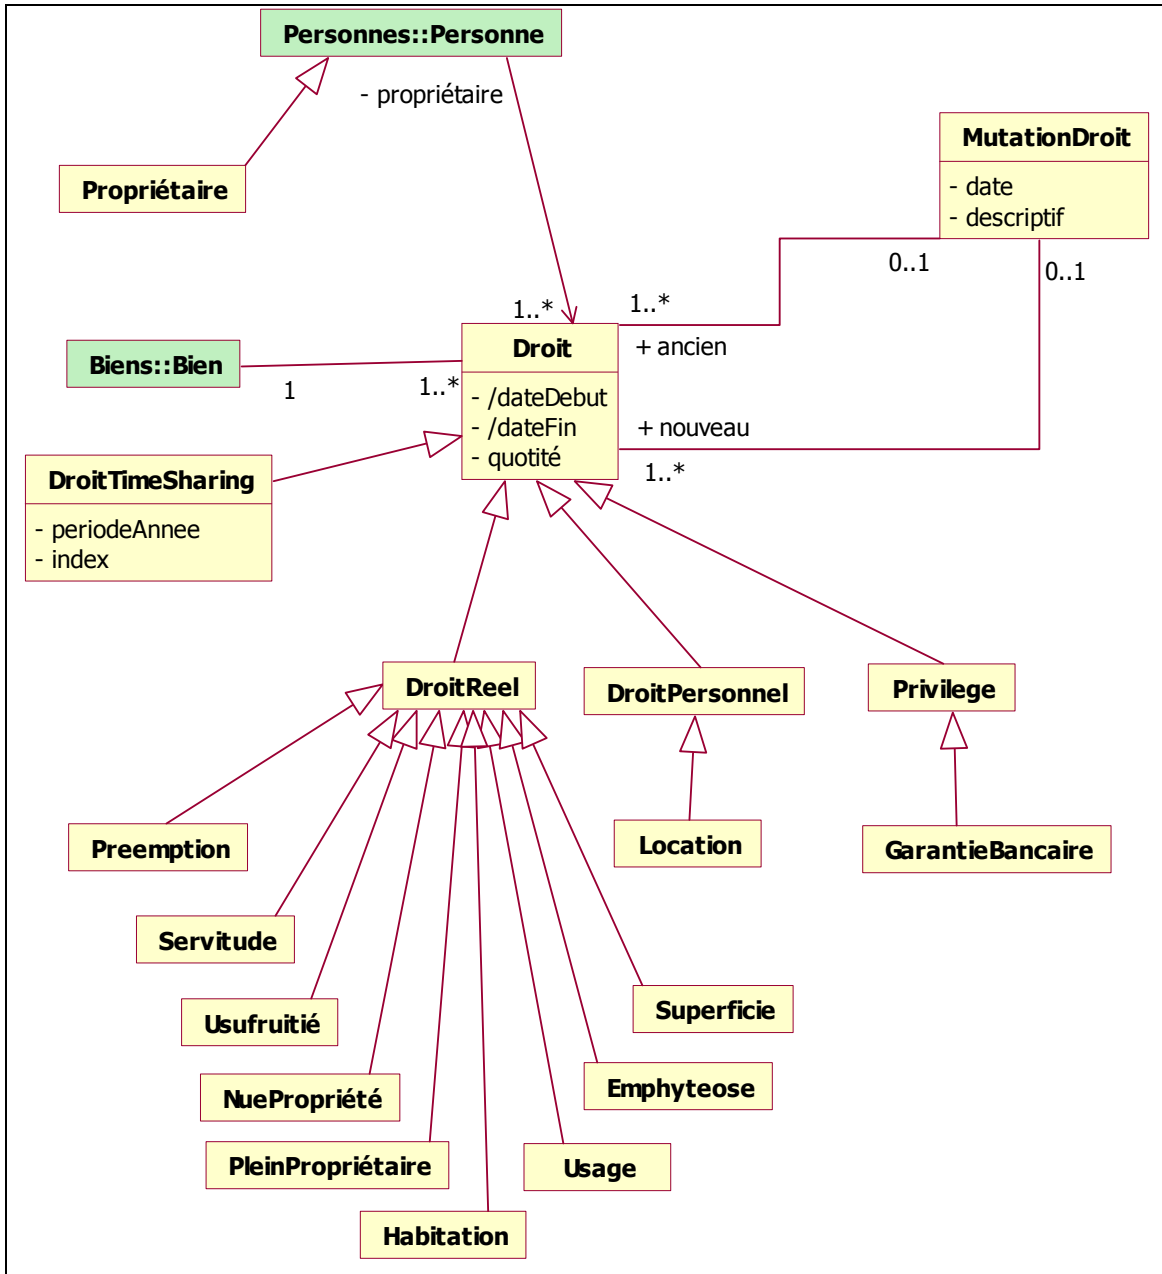 Personnes::Personne
- propriétaire
MutationDroit
- date
- descriptif
Propriétaire
0..1
0..1
1..*
1..*
Droit
+ ancien
Biens::Bien
1
1..*
- /dateDebut
- /dateFin
- quotité
+ nouveau
1..*
DroitTimeSharing
- periodeAnnee
- index
DroitReel
DroitPersonnel
Privilege
Preemption
Location
GarantieBancaire
Servitude
Usufruitié
Superficie
NuePropriété
Emphyteose
PleinPropriétaire
Usage
Habitation